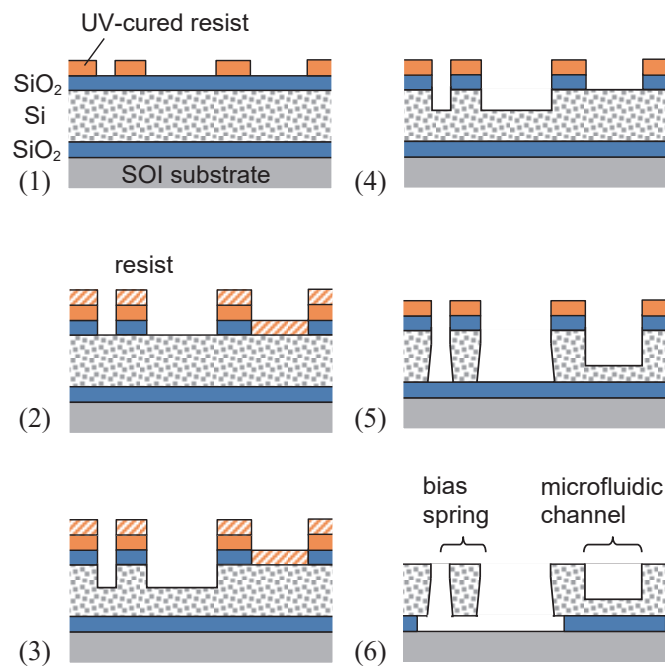 UV-cured resist
SiO₂
Si
SiO₂
SOI substrate
(1)
resist
(2)
(3)
(4)
(5)
bias
spring
microfluidic
channel
(6)